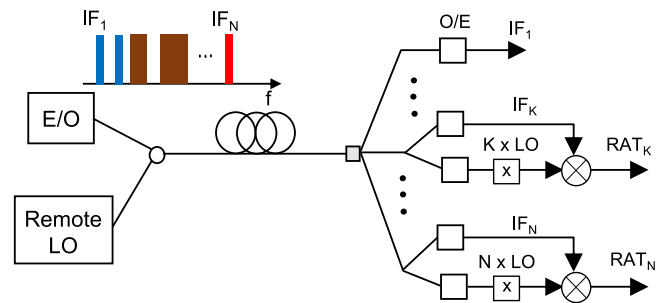 IF1
IFN
...
f
E/O
Remote
LO
O/E
IF1
IFK
K x LO
x
RATK
IFN
N x LO
x
RATN